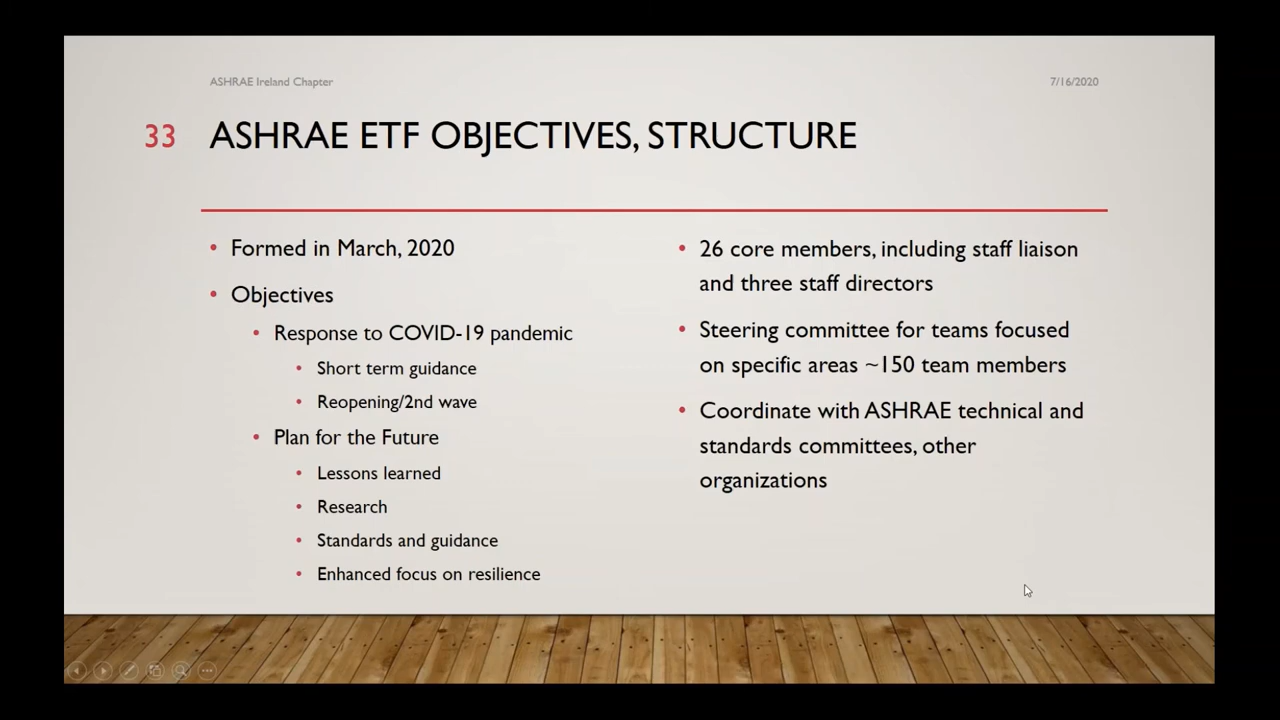 ASHRAE Ireland Chapter
7/16/2020
33
ASHRAE ETF OBJECTIVES, STRUCTURE
• Formed in March, 2020
• Objectives
• Response to COVID-19 pandemic
• Short term guidance
• Reopening/2nd wave
• Plan for the Future
• Lessons learned
• Research
• Standards and guidance
• Enhanced focus on resilience
• 26 core members, including staff liaison
and three staff directors
• Steering committee for teams focused
on specific areas ~150 team members
• Coordinate with ASHRAE technical and
standards committees, other
organizations